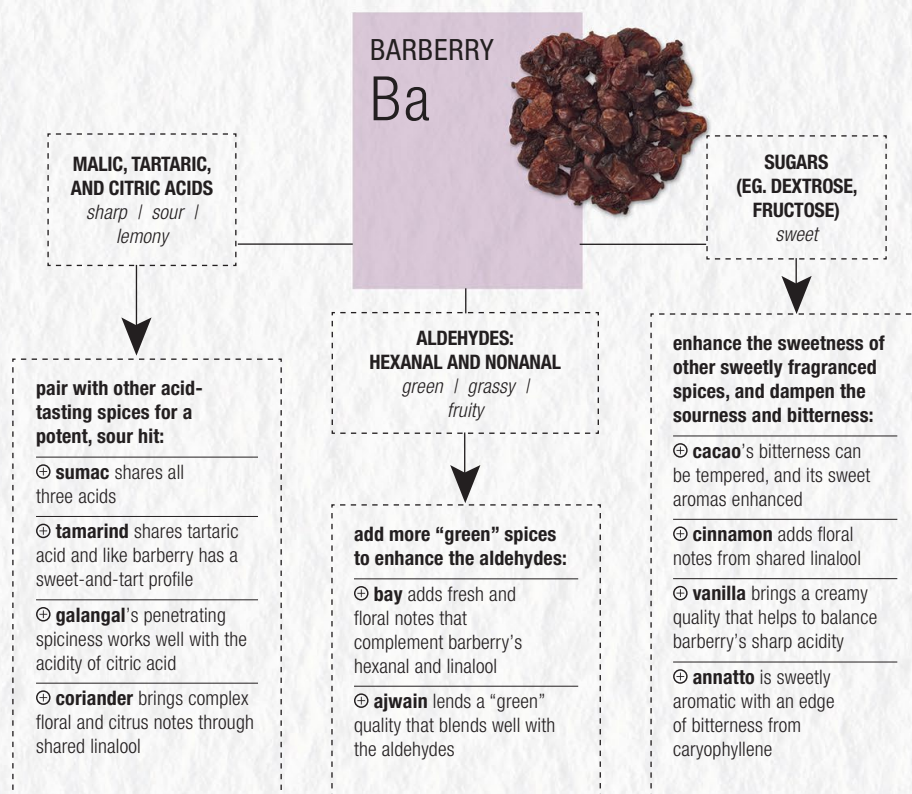 BARBERRY
Ba
MALIC, TARTARIC,
AND CITRIC ACIDS
sharp | sour |
lemony
pair with other acid-
tasting spices for a
potent, sour hit:
⊕ sumac shares all
three acids
⊕ tamarind shares tartaric
acid and like barberry has a
sweet-and-tart profile
⊕ galangal’s penetrating
spiciness works well with the
acidity of citric acid
⊕ coriander brings complex
floral and citrus notes through
shared linalool
ALDEHYDES:
HEXANAL AND NONANAL
green | grassy |
fruity
add more “green” spices
to enhance the aldehydes:
⊕ bay adds fresh and
floral notes that
complement barberry’s
hexanal and linalool
⊕ ajwain lends a “green”
quality that blends well with
the aldehydes
SUGARS
(EG. DEXTROSE,
FRUCTOSE)
sweet
enhance the sweetness of
other sweetly fragranced
spices, and dampen the
sourness and bitterness:
⊕ cacao’s bitterness can
be tempered, and its sweet
aromas enhanced
⊕ cinnamon adds floral
notes from shared linalool
⊕ vanilla brings a creamy
quality that helps to balance
barberry’s sharp acidity
⊕ annatto is sweetly
aromatic with an edge
of bitterness from
caryophyllene